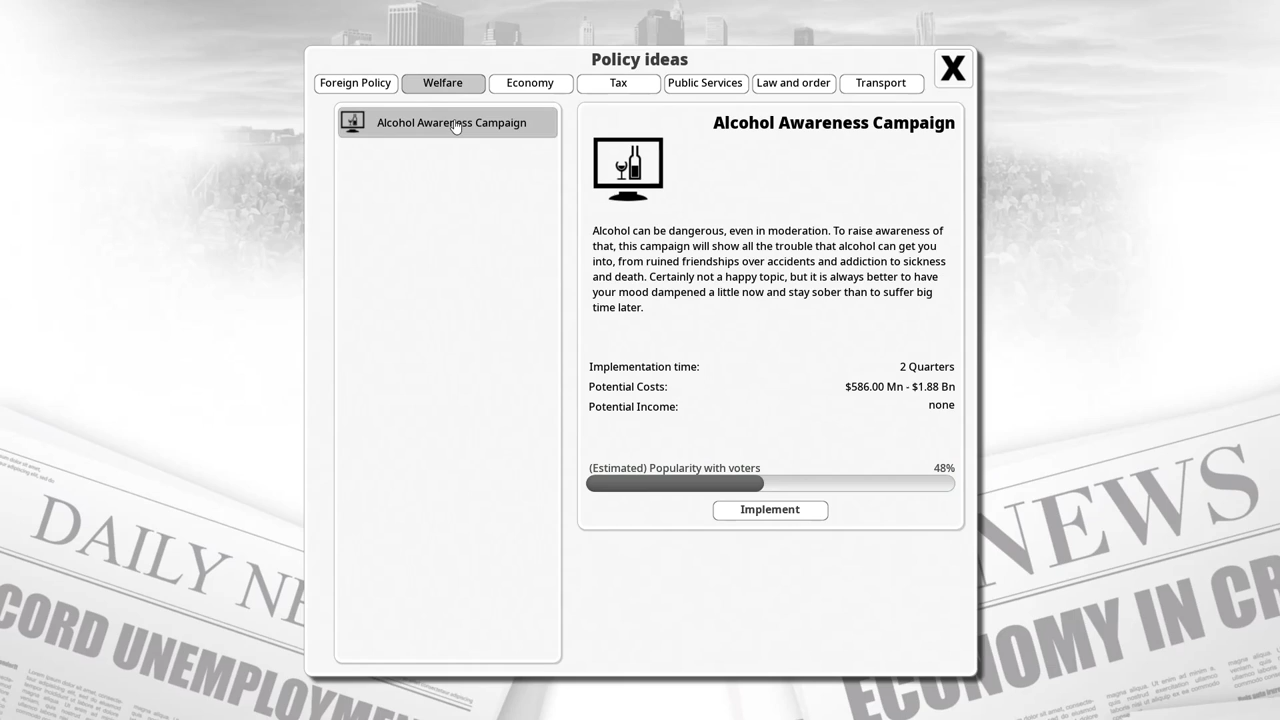 Policy ideas
X
Foreign Policy
Welfare
Economy
Tax
Public Services
Law and order
Transport
Alcohol Awareness Campaign
Alcohol Awareness Campaign
Alcohol can be dangerous, even in moderation. To raise awareness of
that, this campaign will show all the trouble that alcohol can get you
into, from ruined friendships over accidents and addiction to sickness
and death. Certainly not a happy topic, but it is always better to have
your mood dampened a little now and stay sober than to suffer big
time later.
Implementation time: 2 Quarters
Potential Costs: $586.00 Mn - $1.88 Bn
Potential Income: none
(Estimated) Popularity with voters 48%
Implement
DAILY NE
CORD UNEMPLOYM
NEWS
ECONOMY IN CR